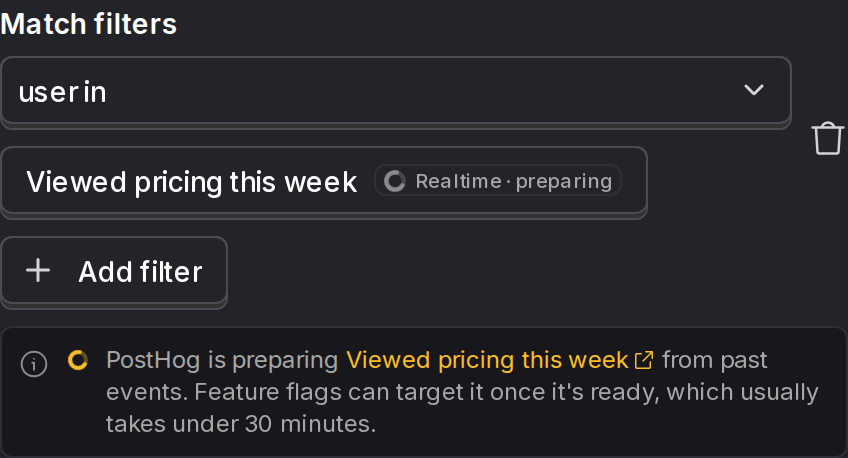 Match filters
user in
Viewed pricing this week Realtime · preparing
Add filter
PostHog is preparing Viewed pricing this week from past
events. Feature flags can target it once it's ready, which usually
takes under 30 minutes.